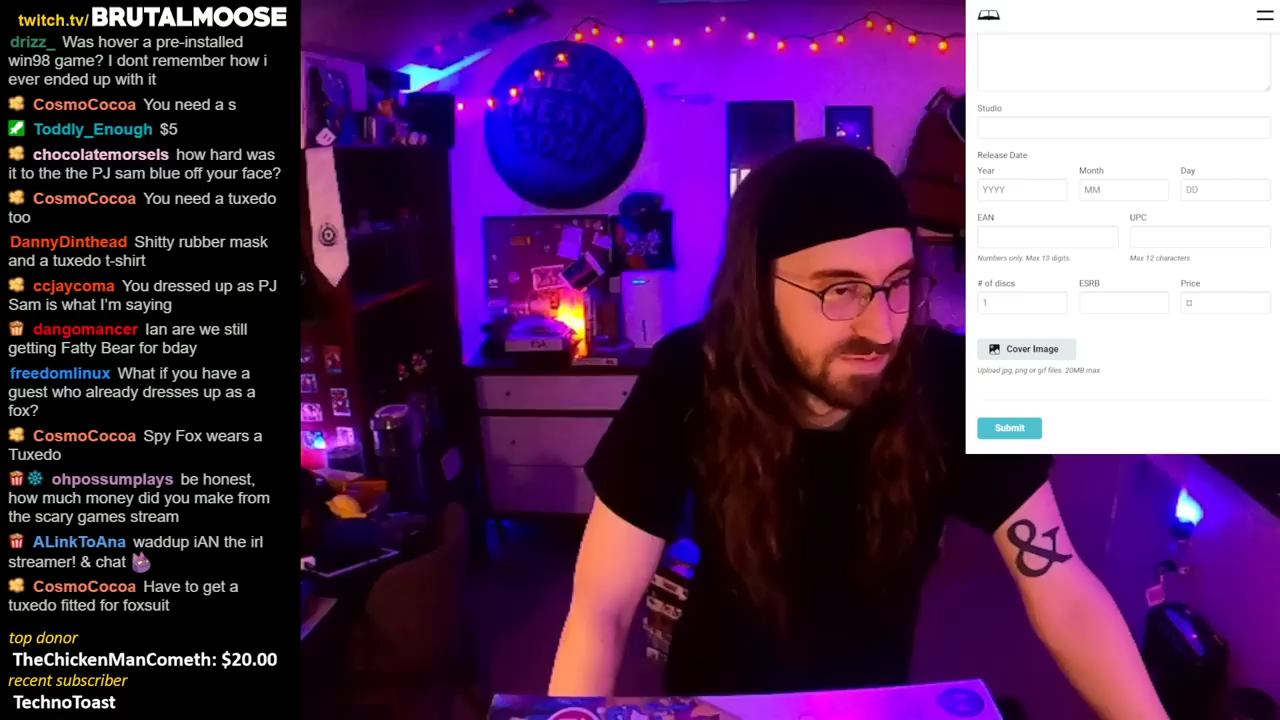 twitch.tv/BRUTALMOOSE
drizz_ Was hover a pre-installed
win98 game? I dont remember how i
ever ended up with it
CosmoCocoa You need a s
Toddly_Enough $5
chocolatemorsels how hard was
it to the the PJ sam blue off your face?
CosmoCocoa You need a tuxedo
too
DannyDinthead Shitty rubber mask
and a tuxedo t-shirt
ccjaycoma You dressed up as PJ
Sam is what I'm saying
dangomancer Ian are we still
getting Fatty Bear for bday
freedomlinux What if you have a
guest who already dresses up as a
fox?
CosmoCocoa Spy Fox wears a
Tuxedo
ohpossumplays be honest,
how much money did you make from
the scary games stream
ALinkToAna waddup iAN the irl
streamer! & chat
CosmoCocoa Have to get a
tuxedo fitted for foxsuit
top donor
TheChickenManCometh: $20.00
recent subscriber
TechnoToast
&
Studio
Release Date
Year Month Day
YYYY MM DD
EAN UPC
Numbers only. Max 13 digits. Max 12 characters.
# of discs ESRB Price
1
Cover Image
Upload jpg, png or gif files. 20MB max.
Submit